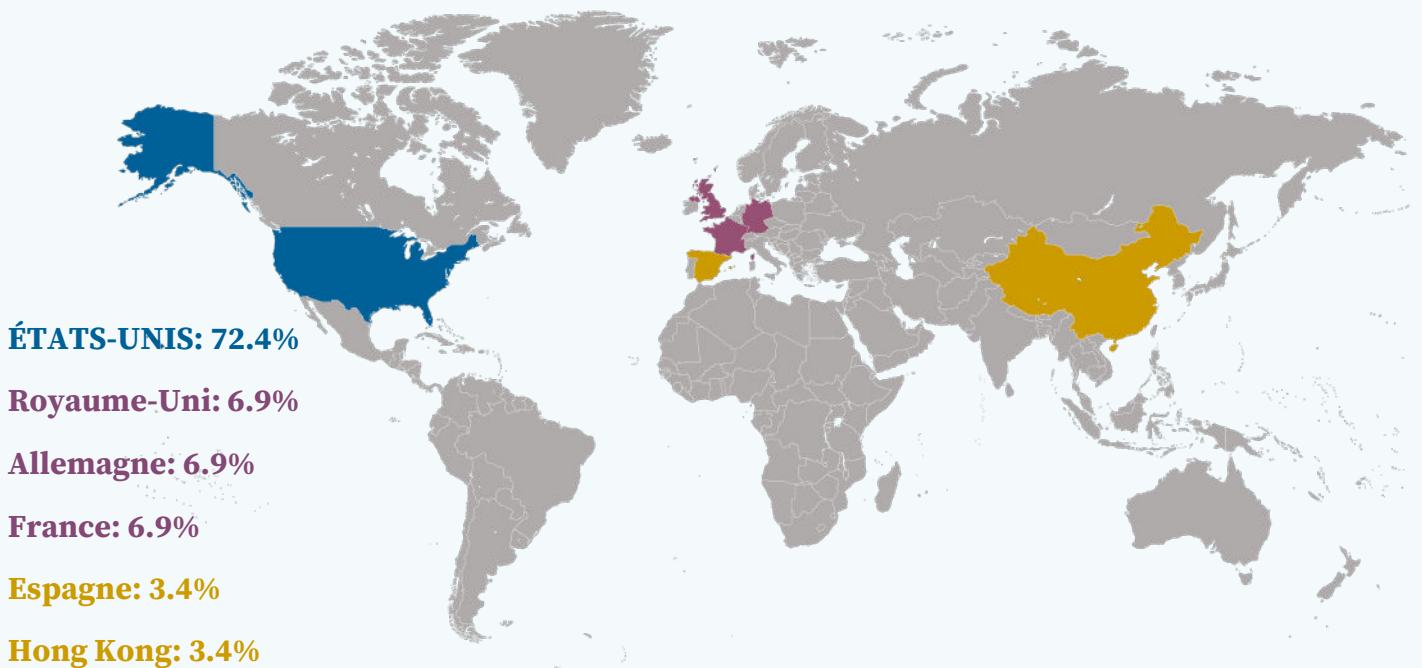 ÉTATS-UNIS: 72.4%
Royaume-Uni: 6.9%
Allemagne: 6.9%
France: 6.9%
Espagne: 3.4%
Hong Kong: 3.4%